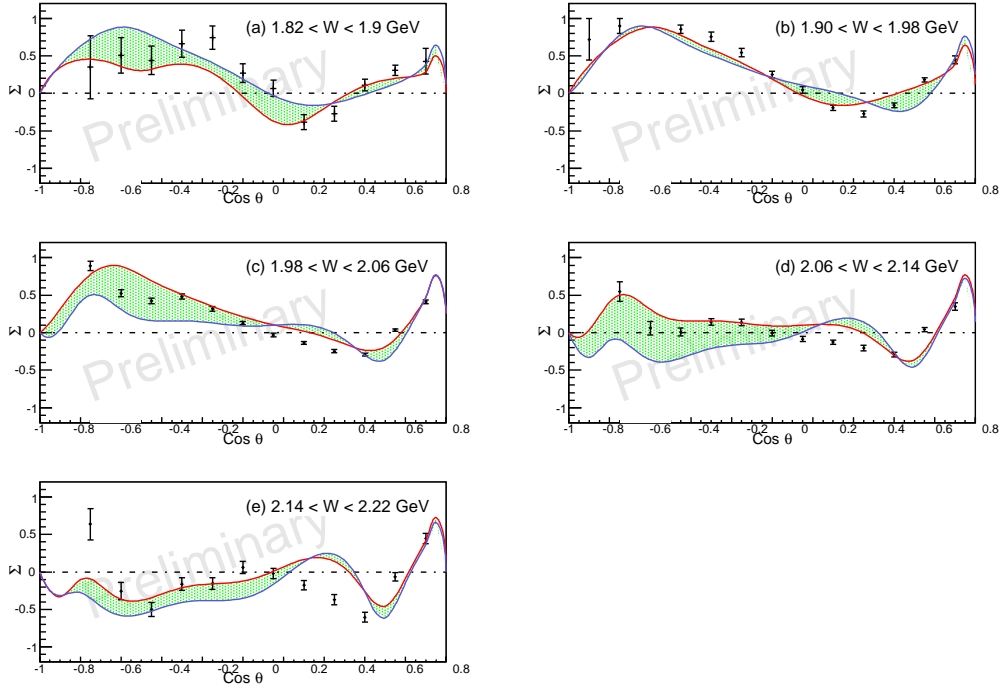 (a) 1.82 < W < 1.9 GeV
Preliminary
Σ
1
0.5
0
-0.5
-1
-1 -0.8 -0.6 -0.4 -0.2 0 0.2 0.4 0.6 0.8
Cos θ
(b) 1.90 < W < 1.98 GeV
Preliminary
Σ
1
0.5
0
-0.5
-1
-1 -0.8 -0.6 -0.4 -0.2 0 0.2 0.4 0.6 0.8
Cos θ
(c) 1.98 < W < 2.06 GeV
Preliminary
Σ
1
0.5
0
-0.5
-1
-1 -0.8 -0.6 -0.4 -0.2 0 0.2 0.4 0.6 0.8
Cos θ
(d) 2.06 < W < 2.14 GeV
Preliminary
Σ
1
0.5
0
-0.5
-1
-1 -0.8 -0.6 -0.4 -0.2 0 0.2 0.4 0.6 0.8
Cos θ
(e) 2.14 < W < 2.22 GeV
Preliminary
Σ
1
0.5
0
-0.5
-1
-1 -0.8 -0.6 -0.4 -0.2 0 0.2 0.4 0.6 0.8
Cos θ